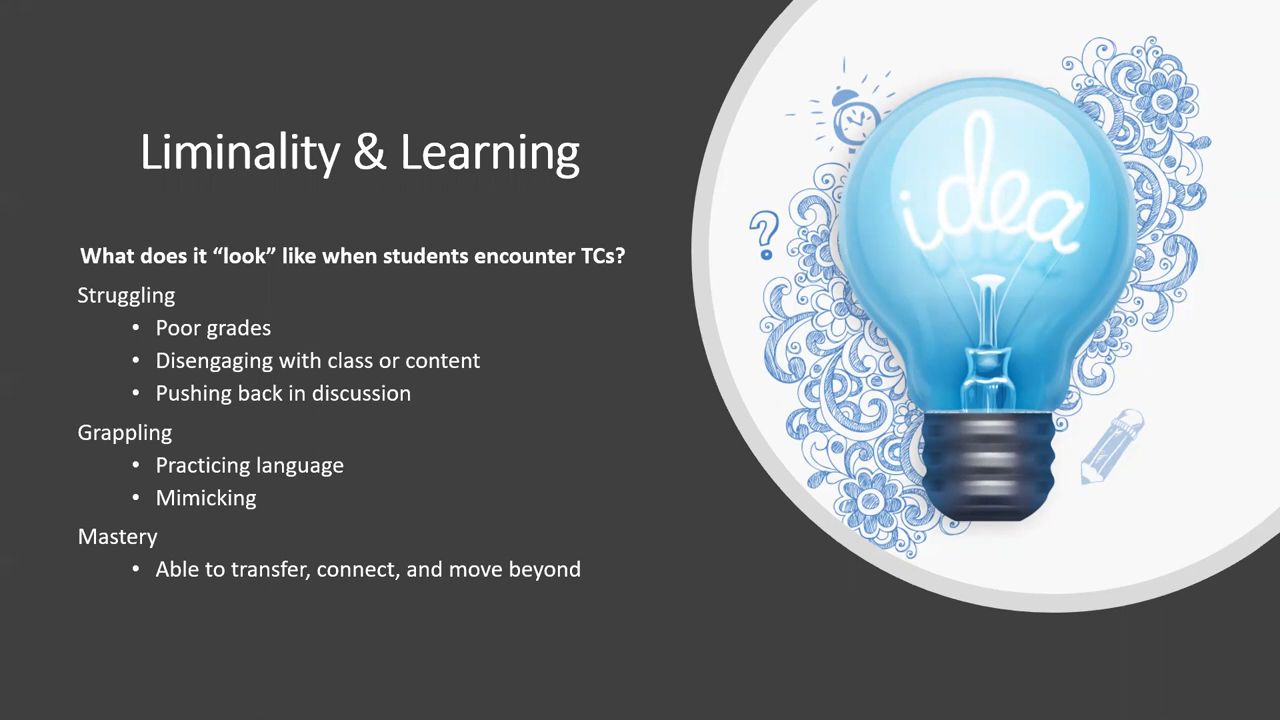 Liminality & Learning
What does it “look” like when students encounter TCs?
Struggling
• Poor grades
• Disengaging with class or content
• Pushing back in discussion
Grappling
• Practicing language
• Mimicking
Mastery
• Able to transfer, connect, and move beyond
idea
?